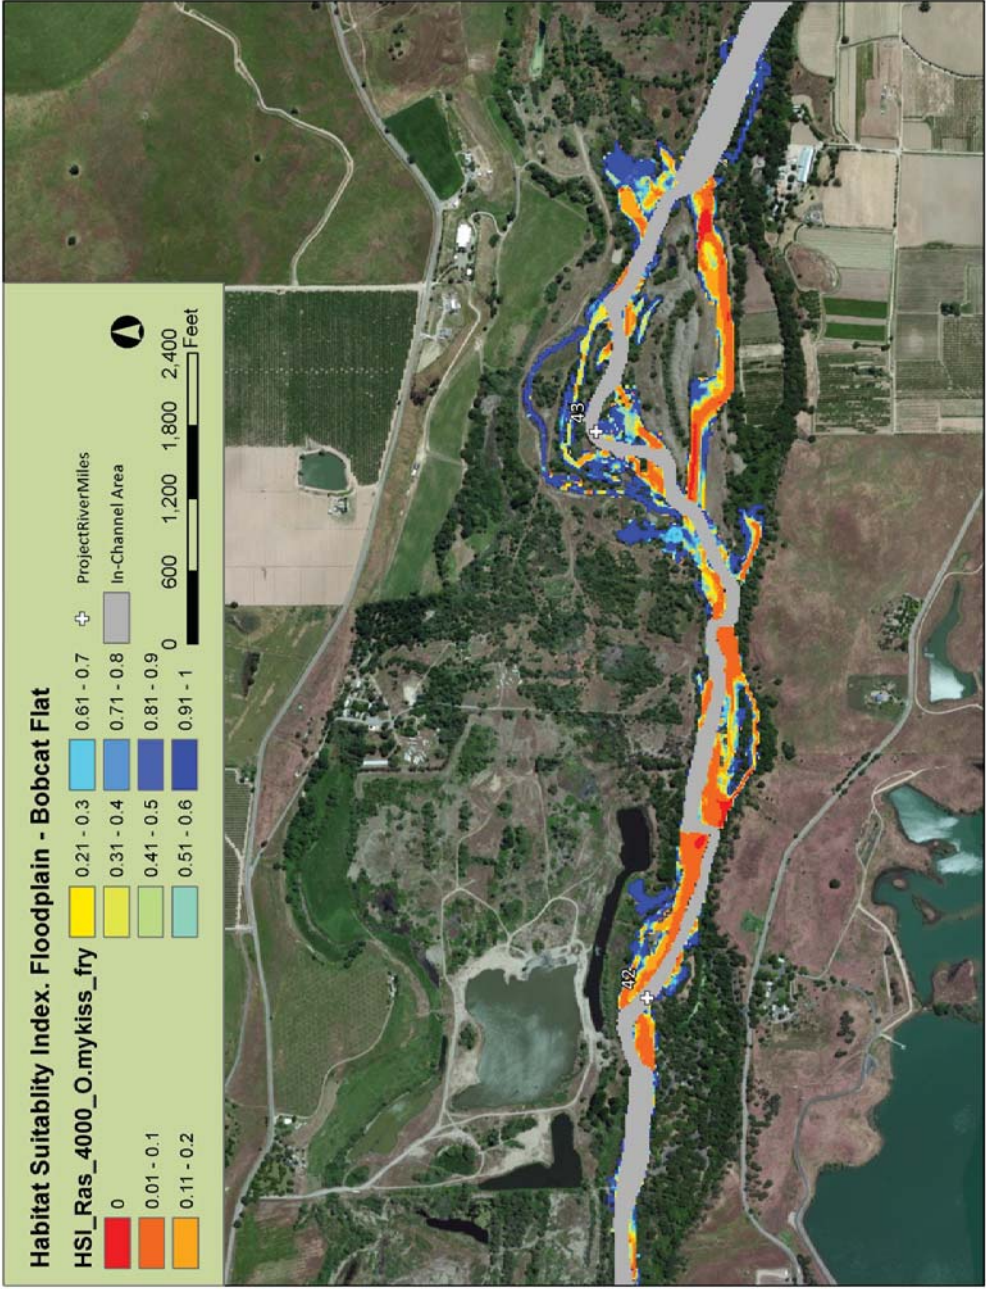 Habitat Suitablity Index. Floodplain - Bobcat Flat
HSI_Ras_4000_O.mykiss_fry
0
0.01 - 0.1
0.11 - 0.2
0.21 - 0.3
0.31 - 0.4
0.41 - 0.5
0.51 - 0.6
0.61 - 0.7
0.71 - 0.8
0.81 - 0.9
0.91 - 1
ProjectRiverMiles
In-Channel Area
0 600 1,200 1,800 2,400
Feet
42
43